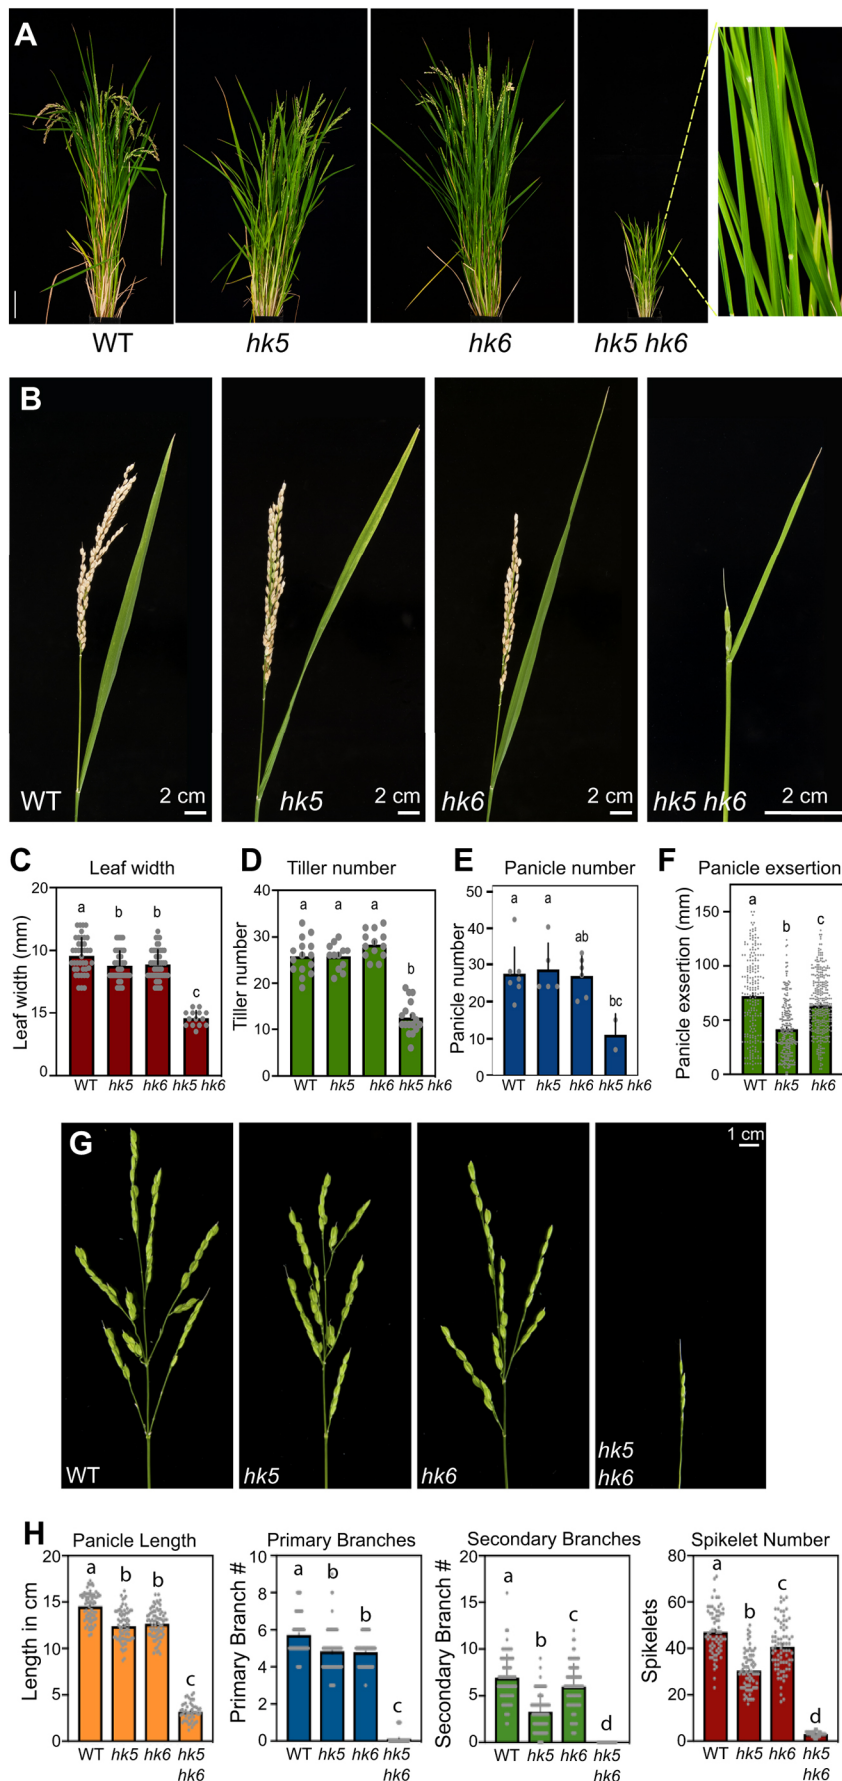 A
WT hk5 hk6 hk5 hk6
B
WT 2 cm hk5 2 cm hk6 2 cm hk5 hk6 2 cm
C Leaf width
Leaf width (mm)
20
10
15
0
a b b c
WT hk5 hk6 hk5 hk6
D Tiller number
Tiller number
40
30
20
10
0
a a a b
WT hk5 hk6 hk5 hk6
E Panicle number
Panicle number
50
40
30
20
10
0
a a ab bc
WT hk5 hk6 hk5 hk6
F Panicle exsertion
Panicle exsertion (mm)
150
100
50
0
a b c
WT hk5 hk6
G
1 cm
WT hk5 hk6 hk5
hk6
H Panicle Length
Length in cm
20
15
10
5
0
a b b c
WT hk5 hk6 hk5
hk6
Primary Branches
Primary Branch #
10
8
6
4
2
0
a b b c
WT hk5 hk6 hk5
hk6
Secondary Branches
Secondary Branch #
20
15
10
5
0
a b c d
WT hk5 hk6 hk5
hk6
Spikelet Number
Spikelets
80
60
40
20
0
a b c d
WT hk5 hk6 hk5
hk6